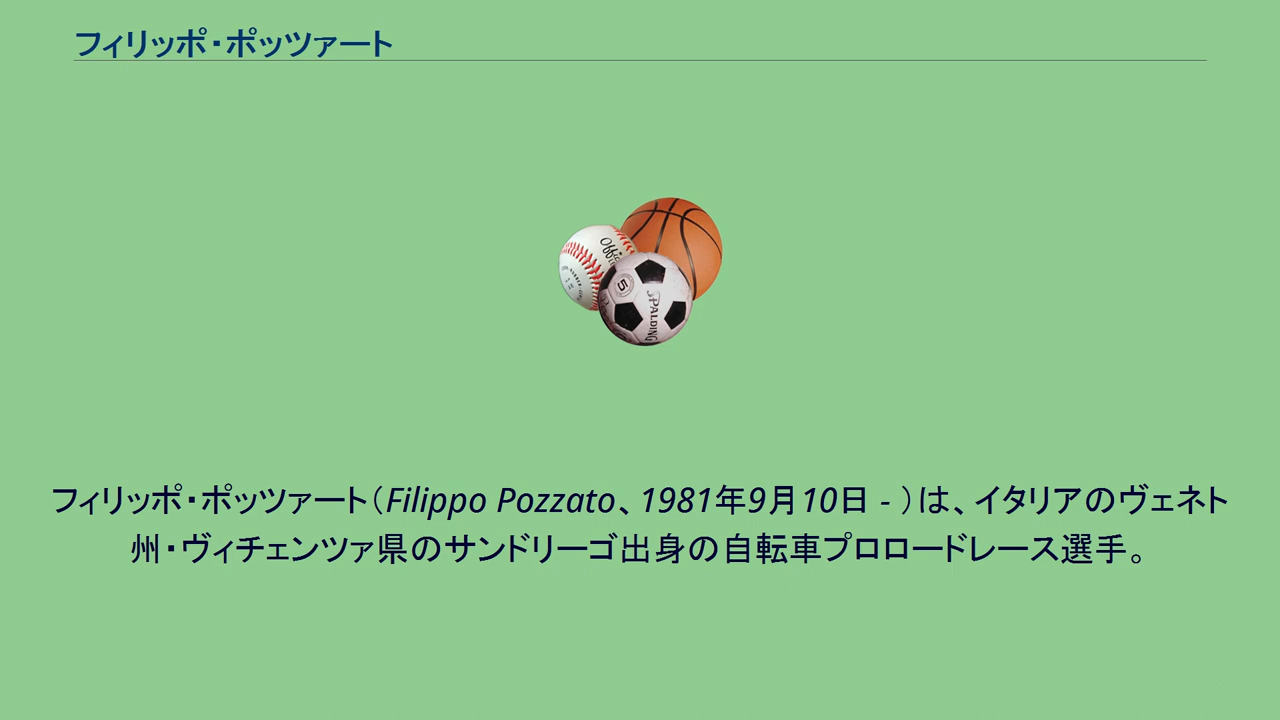 フィリッポ・ポッツァート
Offi
5
SPALDING
フィリッポ・ポッツァート（Filippo Pozzato、1981年9月10日 - ）は、イタリアのヴェネト
州・ヴィチェンツァ県のサンドリーゴ出身の自転車プロロードレース選手。